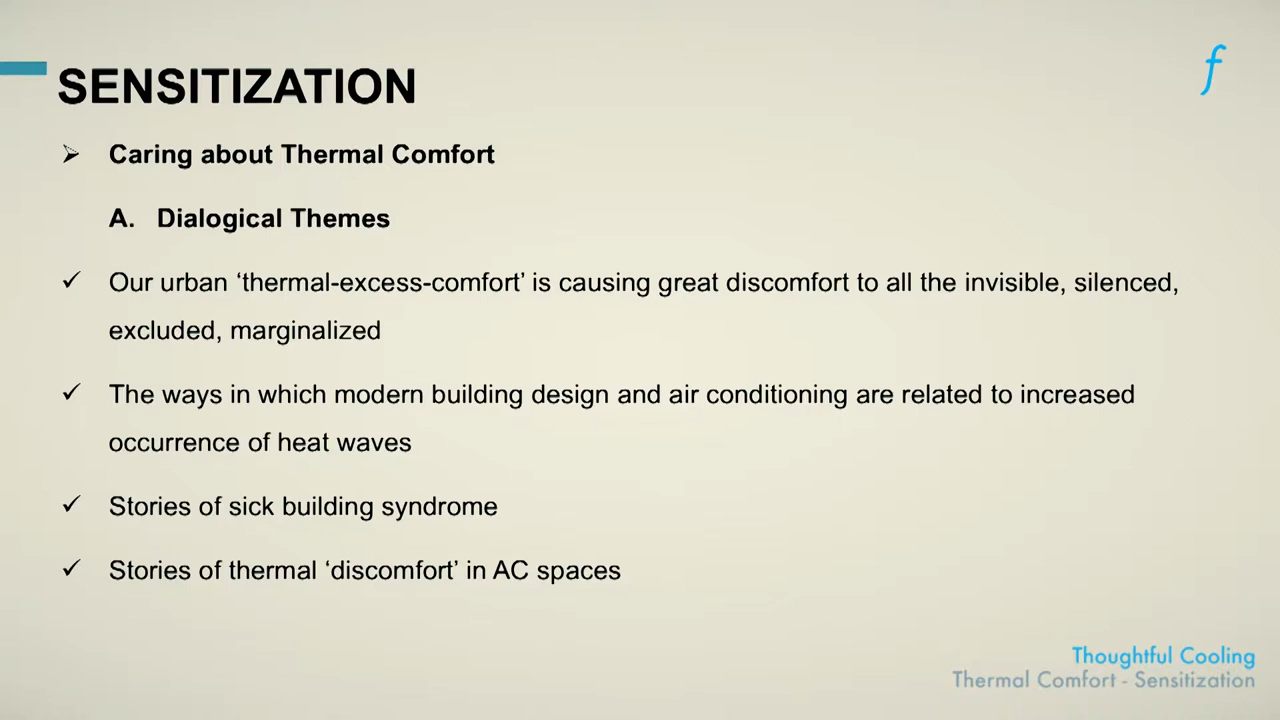 SENSITIZATION
f
➢ Caring about Thermal Comfort
A. Dialogical Themes
✓ Our urban ‘thermal-excess-comfort’ is causing great discomfort to all the invisible, silenced,
excluded, marginalized
✓ The ways in which modern building design and air conditioning are related to increased
occurrence of heat waves
✓ Stories of sick building syndrome
✓ Stories of thermal ‘discomfort’ in AC spaces
Thoughtful Cooling
Thermal Comfort - Sensitization